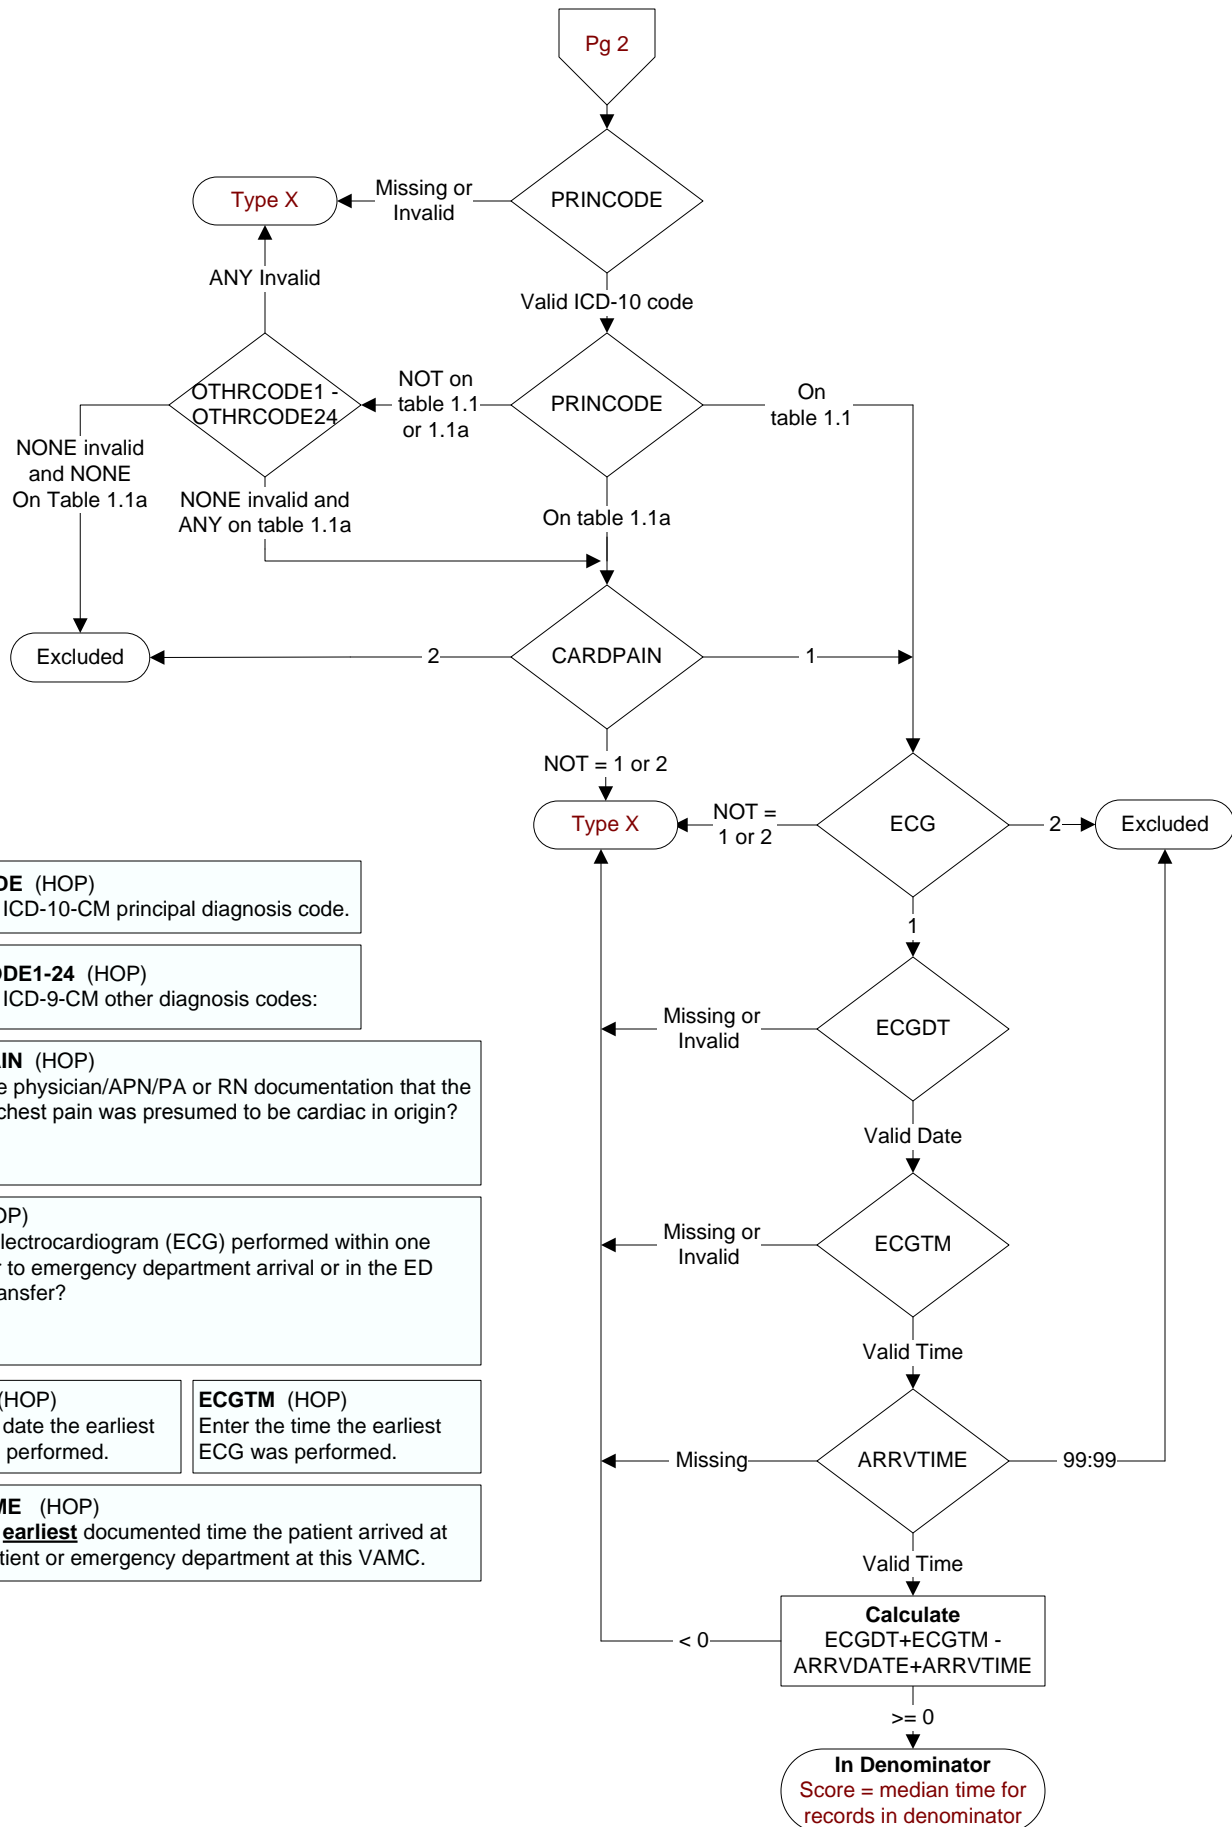 Pg 2
PRINCODE
Missing or
Invalid
Type X
ANY Invalid
Valid ICD-10 code
OTHRCODE1 -
OTHRCODE24
NOT on
table 1.1
or 1.1a
PRINCODE
On
table 1.1
NONE invalid
and NONE
On Table 1.1a
NONE invalid and
ANY on table 1.1a
On table 1.1a
Excluded
2
CARDPAIN
1
NOT = 1 or 2
Type X
NOT =
1 or 2
ECG
2
Excluded
DE (HOP)
ICD-10-CM principal diagnosis code.
1
ODE1-24 (HOP)
ICD-9-CM other diagnosis codes:
Missing or
Invalid
ECGDT
AIN (HOP)
e physician/APN/PA or RN documentation that the
chest pain was presumed to be cardiac in origin?
Valid Date
OP)
lectrocardiogram (ECG) performed within one
r to emergency department arrival or in the ED
ansfer?
Missing or
Invalid
ECGTM
Valid Time
(HOP)
date the earliest
performed.
ECGTM (HOP)
Enter the time the earliest
ECG was performed.
Missing
ARRVTIME
99:99
ME (HOP)
earliest documented time the patient arrived at
tient or emergency department at this VAMC.
Valid Time
Calculate
ECGDT+ECGTM -
ARRVDATE+ARRVTIME
< 0
>= 0
In Denominator
Score = median time for
records in denominator